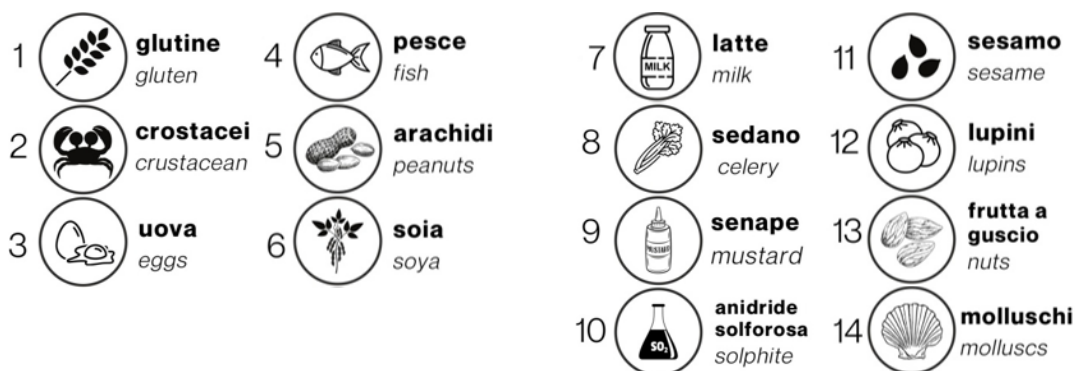 1 glutine
gluten
2 crostacei
crustacean
3 uova
eggs
4 pesce
fish
5 arachidi
peanuts
6 soia
soya
7 MILK latte
milk
8 sedano
celery
9 MUSTARD senape
mustard
10 SO₂ anidride
solforosa
solphite
11 sesamo
sesame
12 lupini
lupins
13 frutta a
guscio
nuts
14 molluschi
molluscs